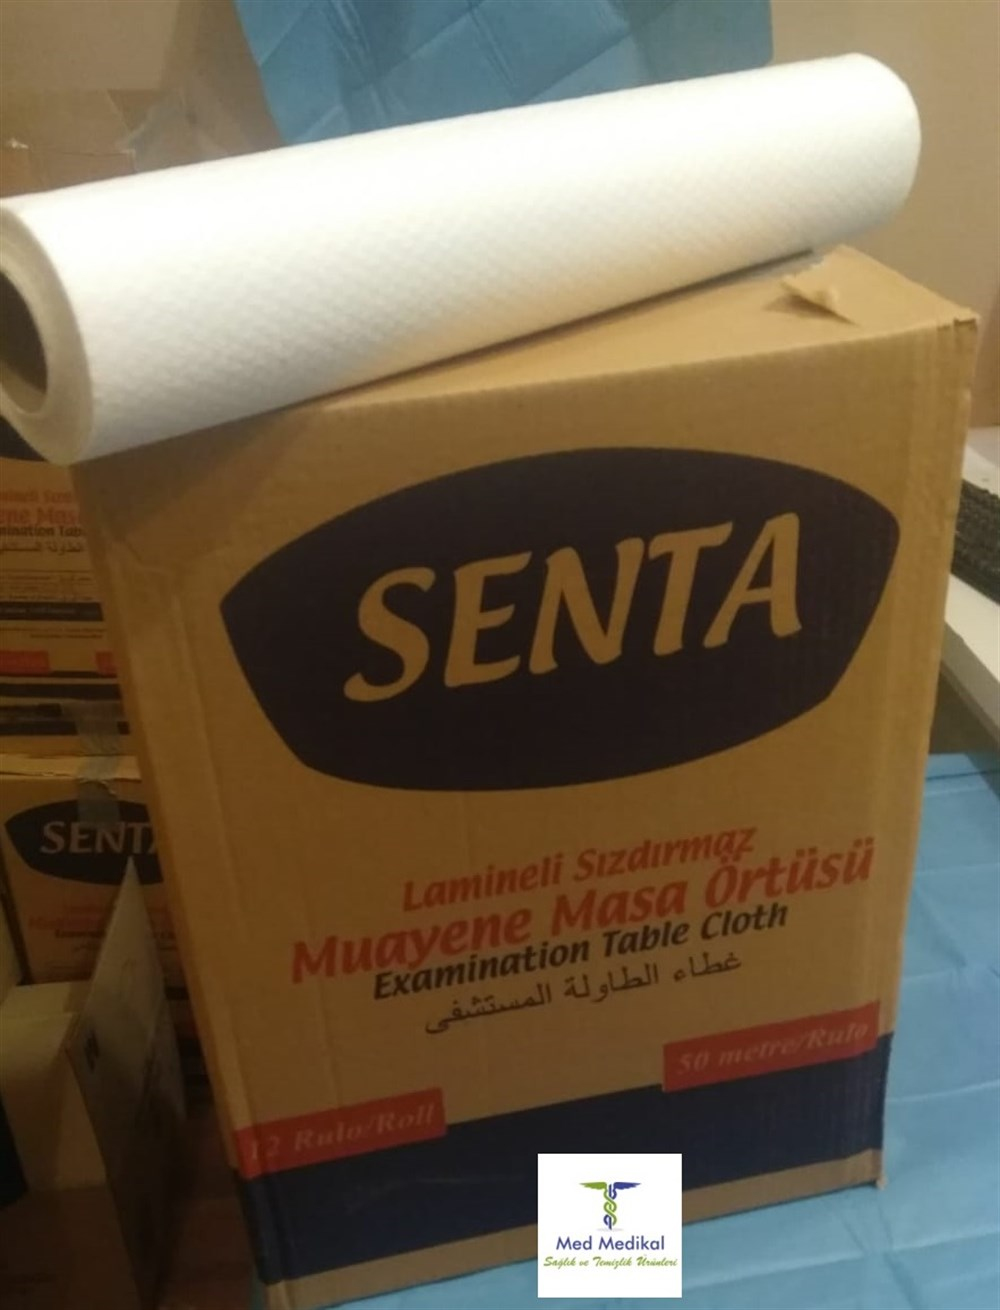 SENTA
Lamineli Sızdırmaz
Muayene Masa Örtüsü
Examination Table Cloth
غطاء الطاولة المستشفى
50 metre/Rulo
12 Rulo/Roll
SENTA
Med Medikal
Sağlık ve Temizlik Ürünleri